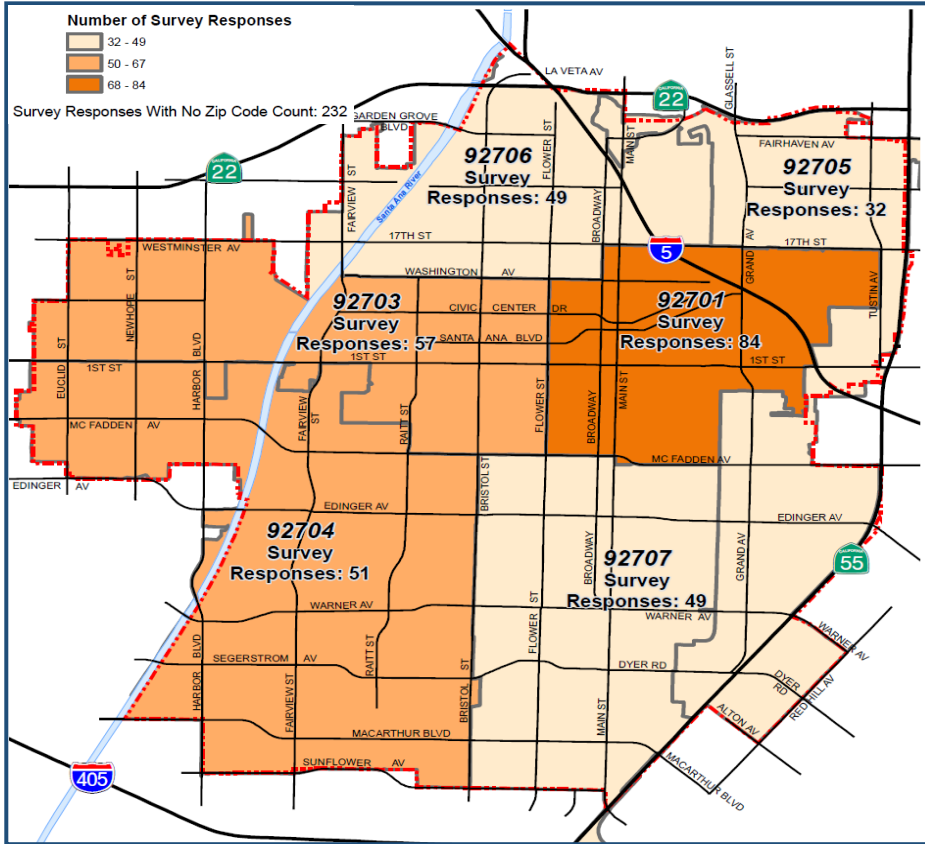 Number of Survey Responses
32 - 49
50 - 67
68 - 84
Survey Responses With No Zip Code Count: 232
LA VETA AV
GLASSELL ST
CALIFORNIA
22
GARDEN GROVE
BLVD
FLOWER ST
MAIN ST
FAIRHAVEN AV
CALIFORNIA
22
92706
Survey
Responses: 49
92705
Survey
Responses: 32
FAIRVIEW ST
Santa Ana River
BROADWAY
17TH ST
GRAND AV
17TH ST
WESTMINSTER AV
5
WASHINGTON AV
NEWHOPE ST
TUSTIN AV
92703
Survey
Responses: 57
CIVIC CENTER DR
92701
Survey
Responses: 84
SANTA ANA BLVD
EUCLID ST
HARBOR BLVD
1ST ST
1ST ST
1ST ST
FAIRVIEW ST
RAITT ST
FLOWER ST
BROADWAY
MAIN ST
MC FADDEN AV
MC FADDEN AV
EDINGER AV
BRISTOL ST
EDINGER AV
EDINGER AV
92704
Survey
Responses: 51
BROADWAY
GRAND AV
92707
Survey
Responses: 49
CALIFORNIA
55
WARNER AV
FLOWER ST
WARNER AV
WARNER AV
HARBOR BLVD
SEGERSTROM AV
RAITT ST
FAIRVIEW ST
BRISTOL ST
DYER RD
DYER RD
RED HILL AV
MAIN ST
ALTON AV
MACARTHUR BLVD
SUNFLOWER AV
MACARTHUR BLVD
405